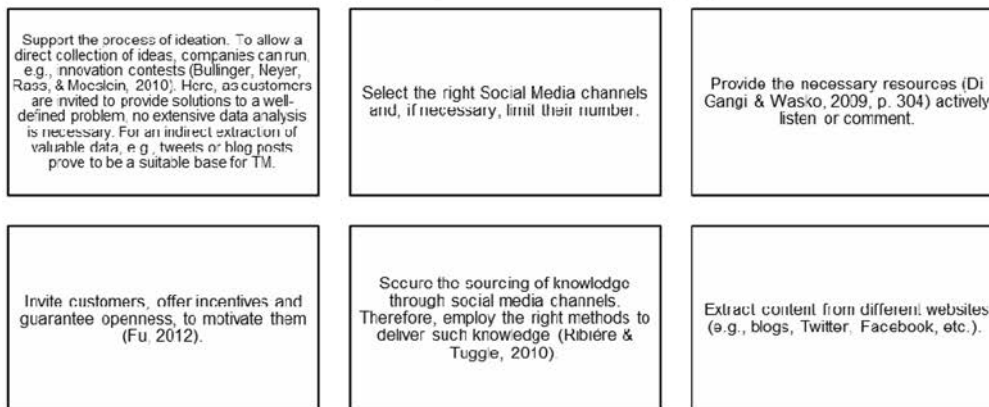 Support the process of ideation. To allow a
direct collection of ideas, companies can run,
e.g., innovation contests (Bullinger, Neyer,
Rass, & Moeslein, 2010). Here, as customers
are invited to provide solutions to a well-
defined problem, no extensive data analysis
is necessary. For an indirect extraction of
valuable data, e.g., tweets or blog posts
prove to be a suitable base for TM.
Select the right Social Media channels
and, if necessary, limit their number.
Provide the necessary resources (Di
Gangi & Wasko, 2009, p. 304) actively
listen or comment.
Invite customers, offer incentives and
guarantee openness, to motivate them
(Fu, 2012).
Secure the sourcing of knowledge
through social media channels.
Therefore, employ the right methods to
deliver such knowledge (Ribière &
Tuggle, 2010).
Extract content from different websites
(e.g., blogs, Twitter, Facebook, etc.).